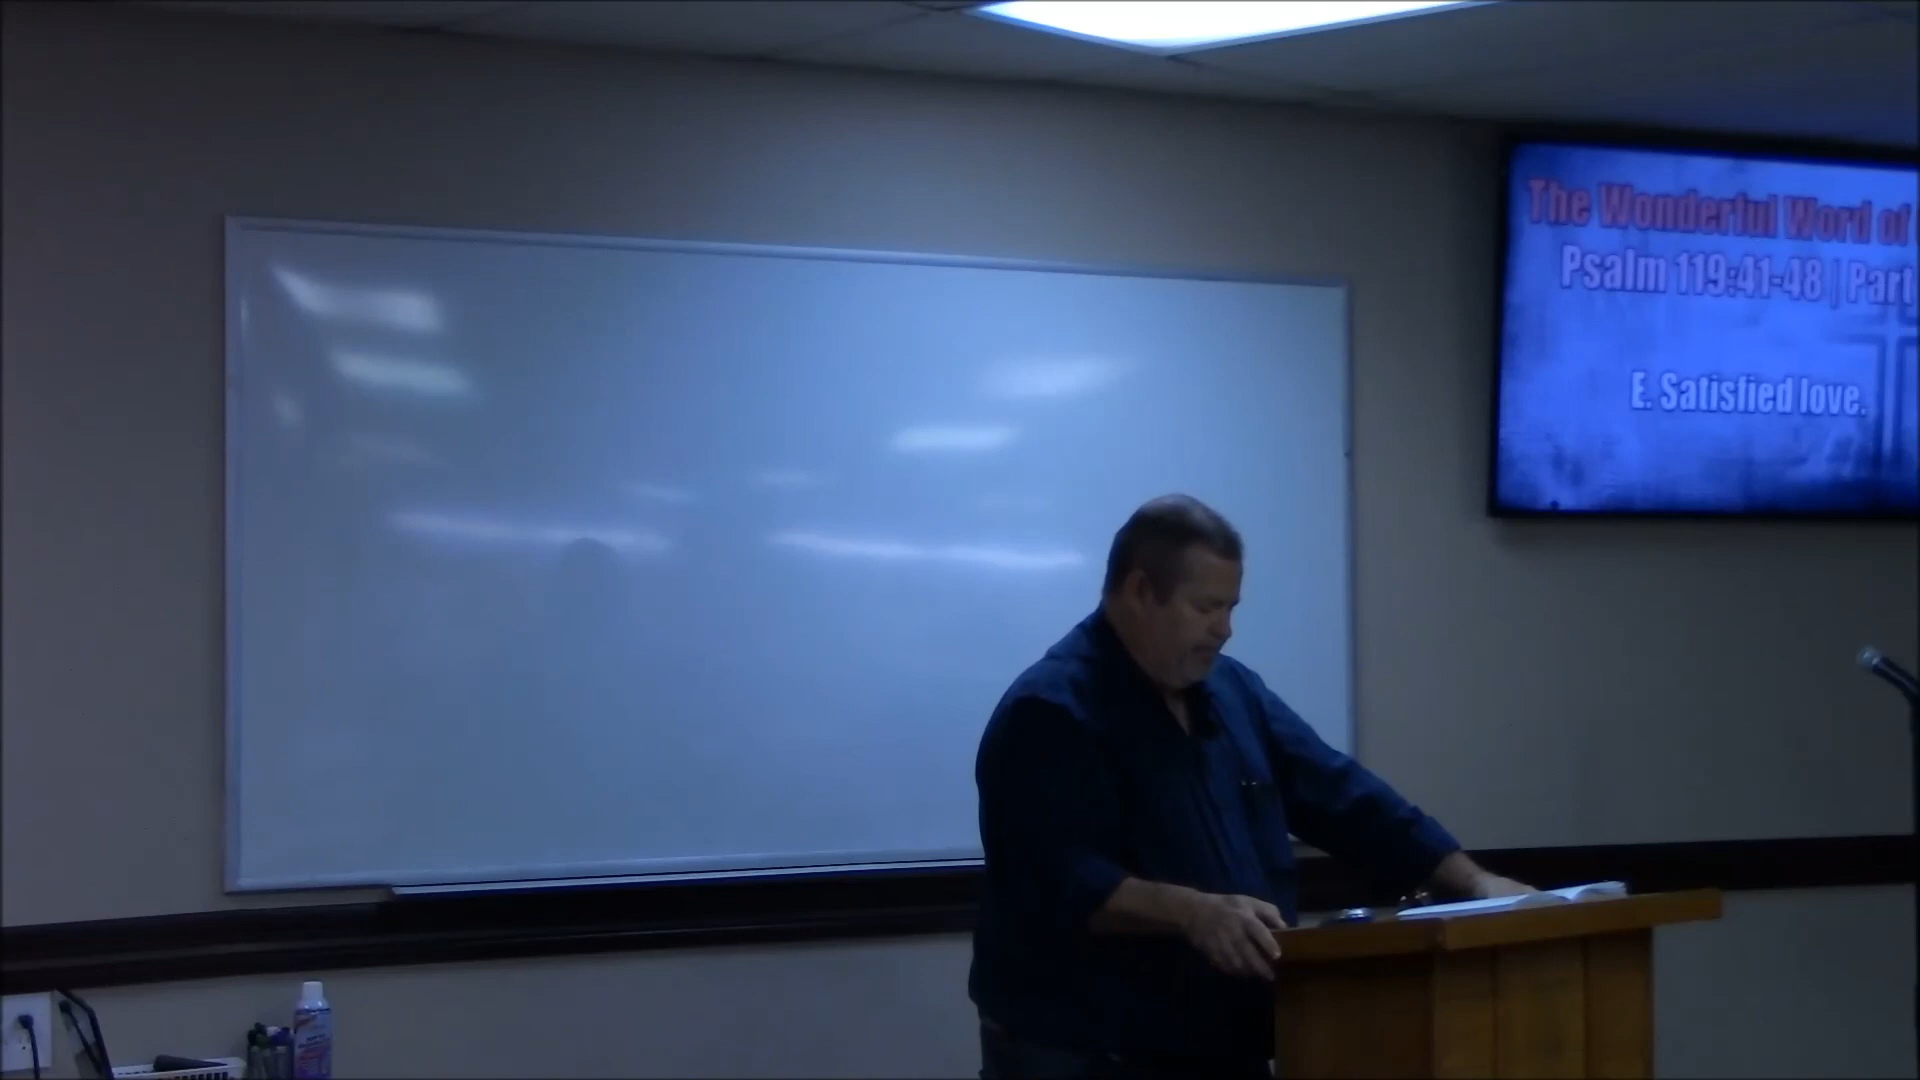 The Wonderful Word of
Psalm 119:41-48 | Part
E. Satisfied love.